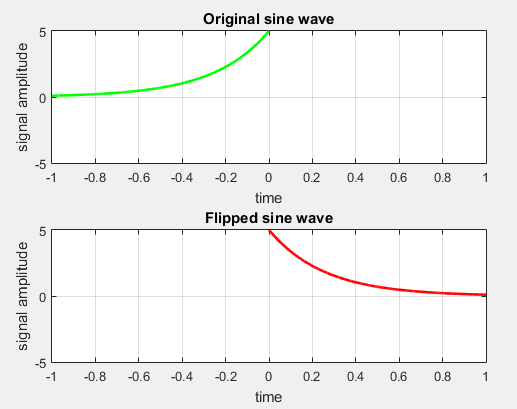 Original sine wave
signal amplitude
5
0
-5
-1 -0.8 -0.6 -0.4 -0.2 0 0.2 0.4 0.6 0.8 1
time
Flipped sine wave
signal amplitude
5
0
-5
-1 -0.8 -0.6 -0.4 -0.2 0 0.2 0.4 0.6 0.8 1
time